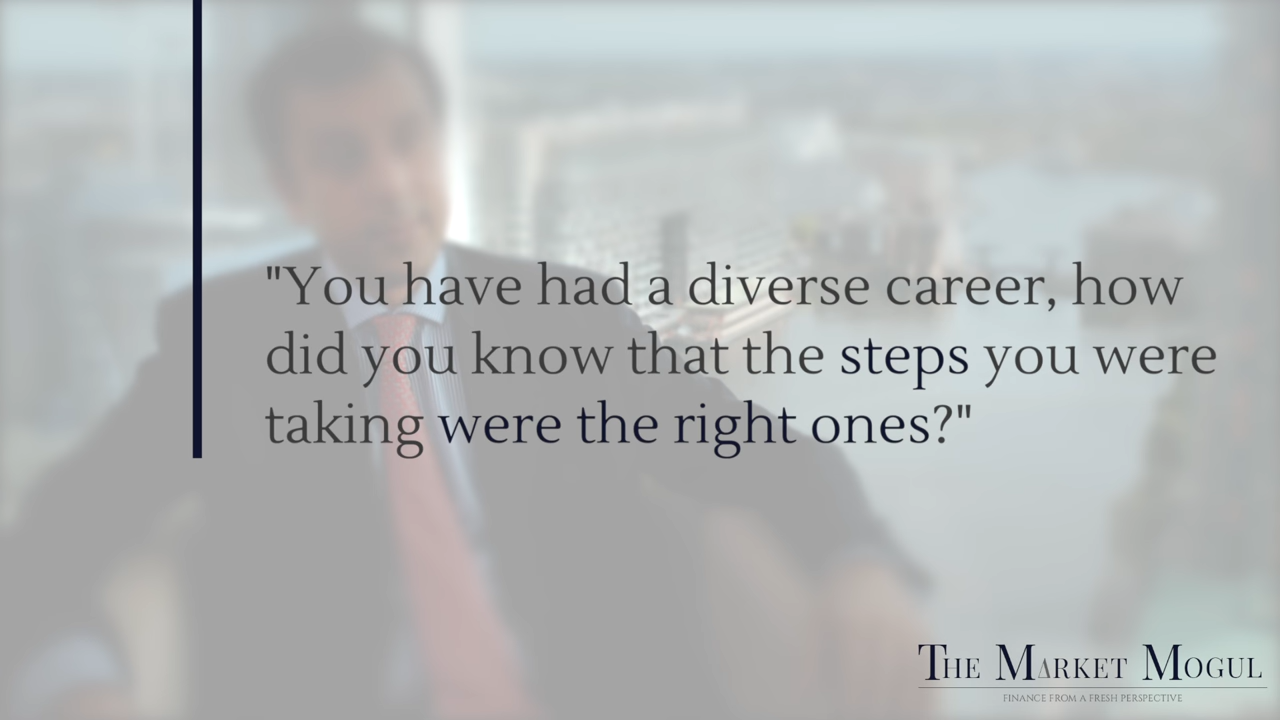 "You have had a diverse career, how
did you know that the steps you were
taking were the right ones?"
THE MARKET MOGUL
FINANCE FROM A FRESH PERSPECTIVE